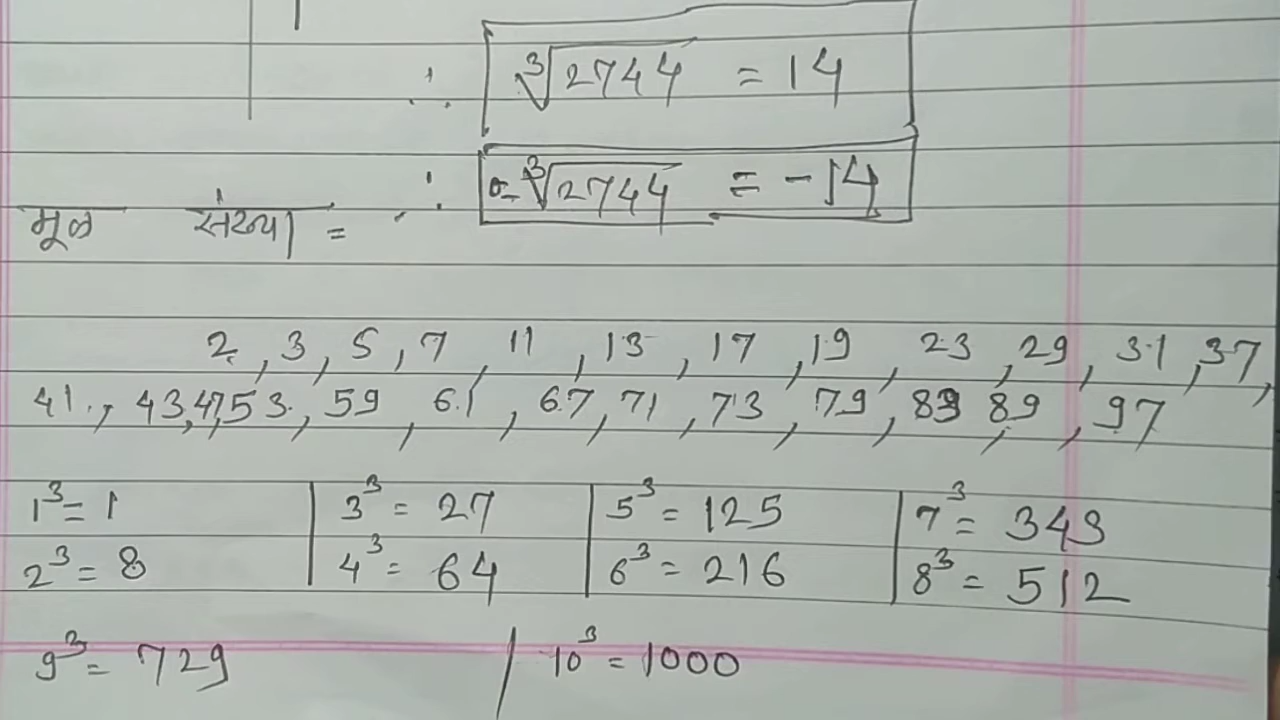 ∴ ∛2744 = 14
∴ -∛2744 = -14
मूळ संख्या =
2, 3, 5, 7, 11, 13, 17, 19, 23, 29, 31, 37,
41, 43, 47, 53, 59, 61, 67, 71, 73, 79, 83, 89, 97
1³ = 1 | 3³ = 27 | 5³ = 125 | 7³ = 343
2³ = 8 | 4³ = 64 | 6³ = 216 | 8³ = 512
9³ = 729 | 10³ = 1000